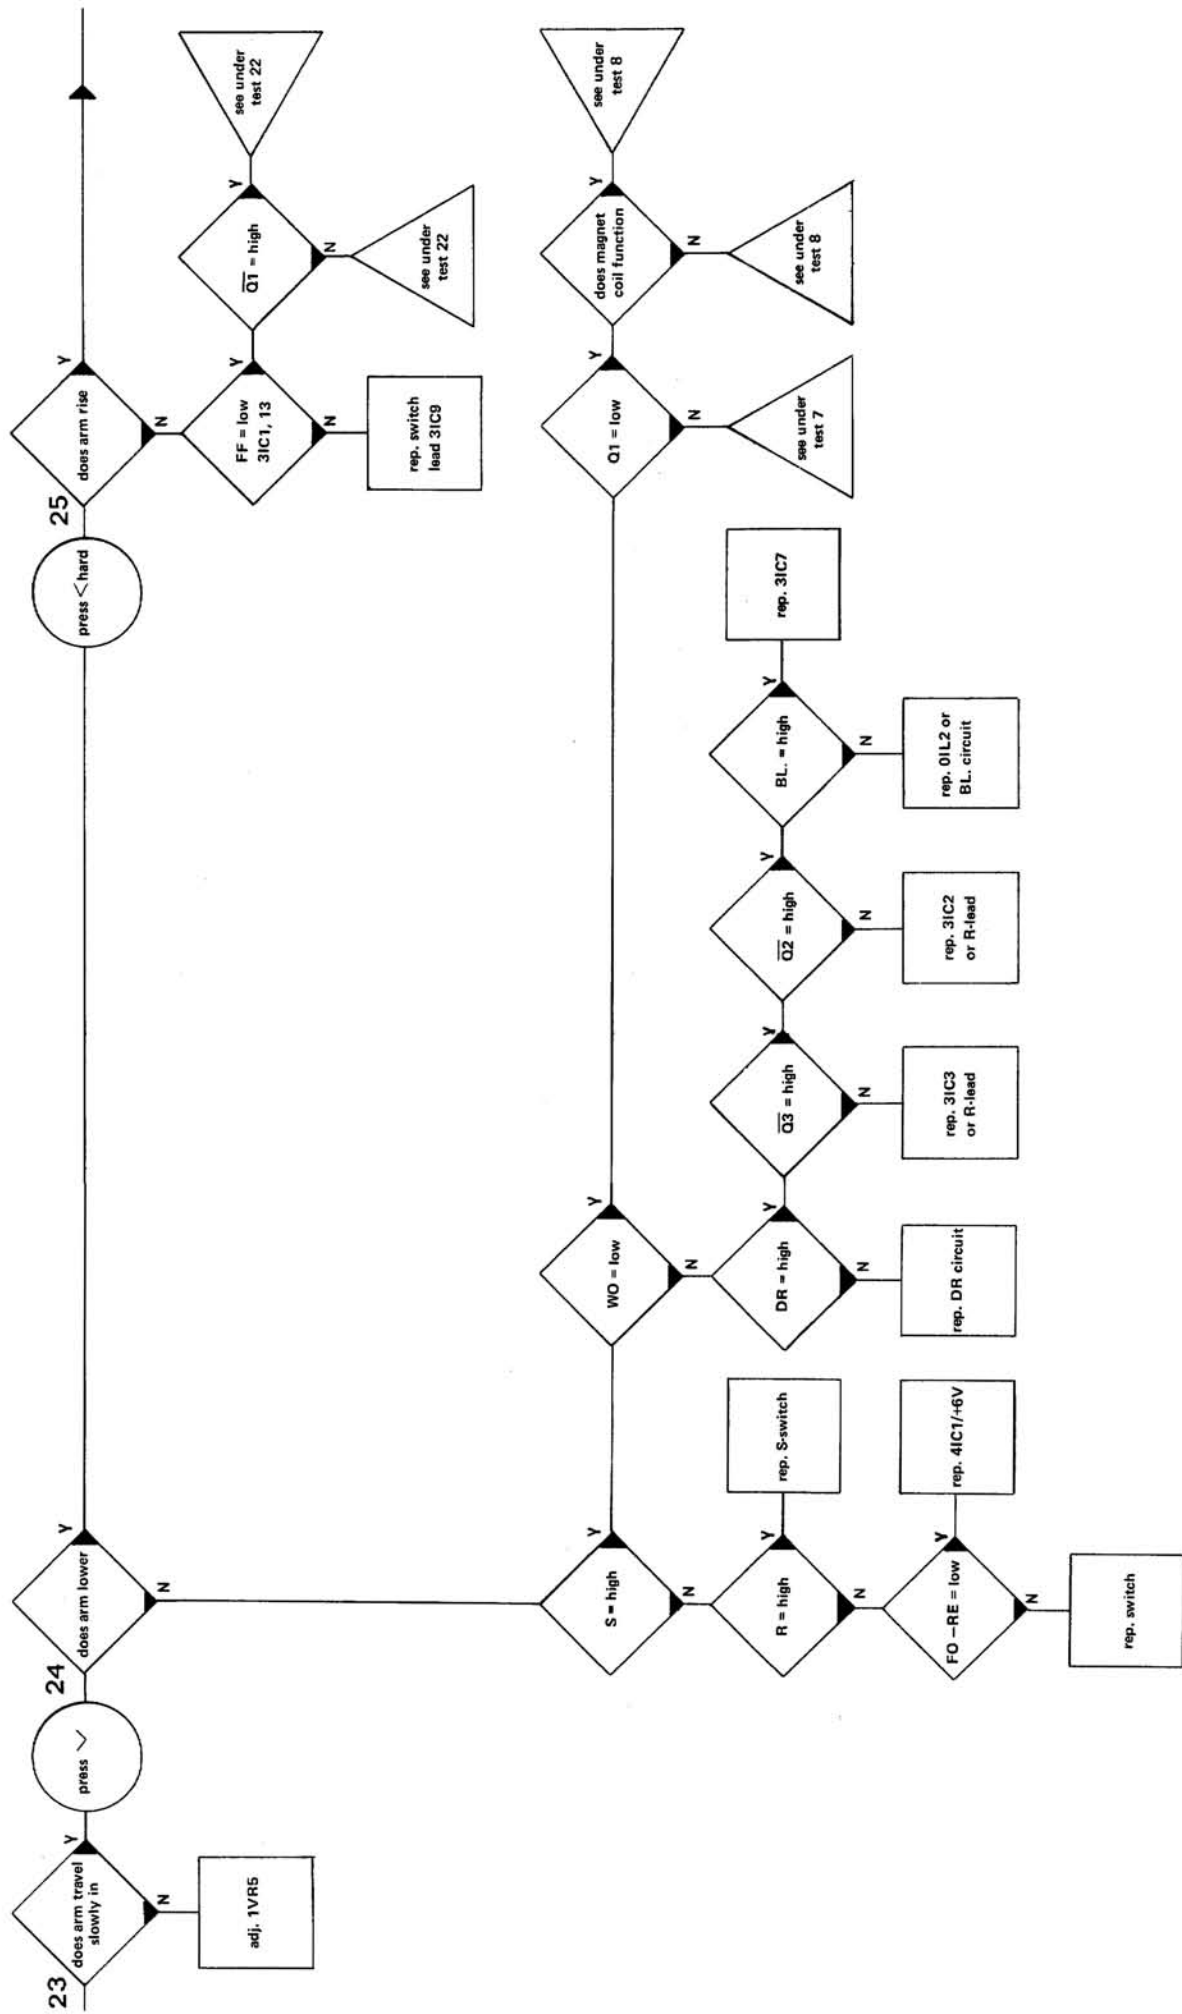 23
does arm travel
slowly in
Y
N
adj. 1VR5
press ∨
24
does arm lower
Y
N
press < hard
25
does arm rise
Y
N
FF = low
3IC1, 13
Y
N
rep. switch
lead 3IC9
Q1 = high
Y
N
see under
test 22
see under
test 22
S = high
Y
N
R = high
Y
N
rep. S-switch
FO – RE = low
Y
N
rep. 4IC1/+6V
rep. switch
WO = low
Y
N
DR = high
Y
N
rep. DR circuit
Q3 = high
Y
N
rep. 3IC3
or R-lead
Q2 = high
Y
N
rep. 3IC2
or R-lead
BL. = high
Y
N
rep. 0IL2 or
BL. circuit
rep. 3IC7
Q1 = low
Y
N
see under
test 7
does magnet
coil function
Y
N
see under
test 8
see under
test 8